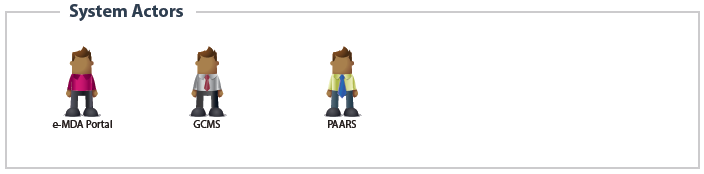 System Actors
e-MDA Portal
GCMS
PAARS